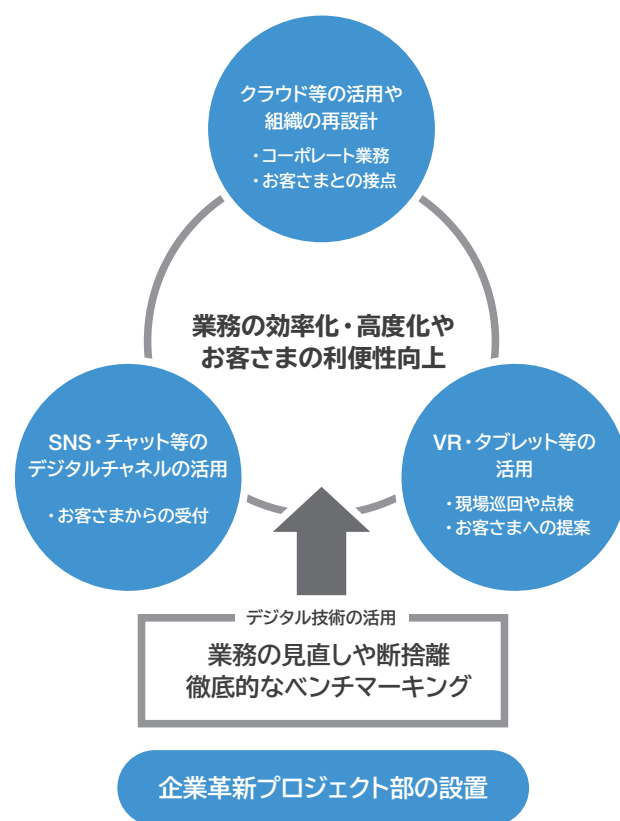 クラウド等の活用や
組織の再設計
・コーポレート業務
・お客さまとの接点
業務の効率化・高度化や
お客さまの利便性向上
SNS・チャット等の
デジタルチャネルの活用
・お客さまからの受付
VR・タブレット等の
活用
・現場巡回や点検
・お客さまへの提案
デジタル技術の活用
業務の見直しや断捨離
徹底的なベンチマーキング
企業革新プロジェクト部の設置